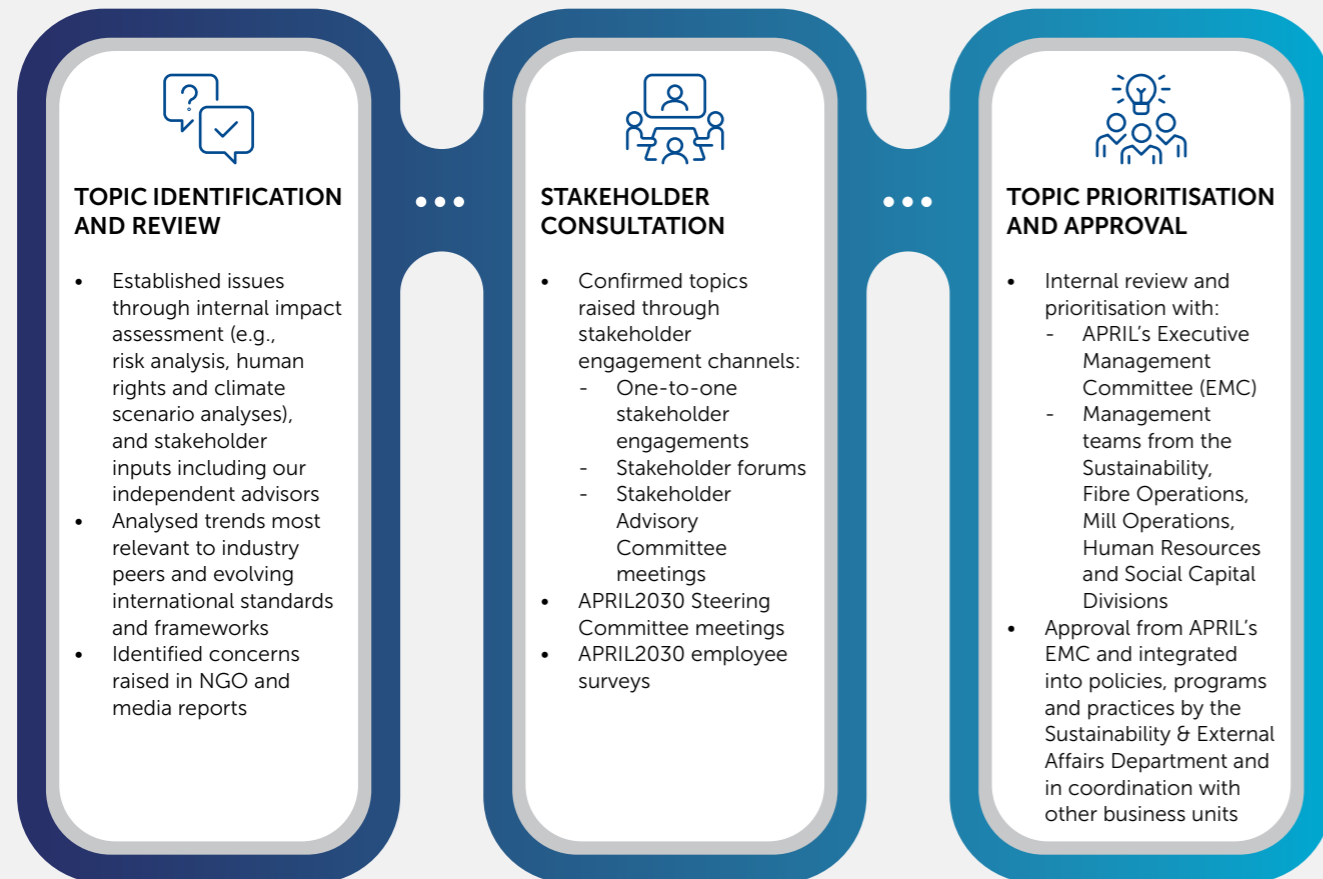 TOPIC IDENTIFICATION
AND REVIEW
• Established issues
through internal impact
assessment (e.g.,
risk analysis, human
rights and climate
scenario analyses),
and stakeholder
inputs including our
independent advisors
• Analysed trends most
relevant to industry
peers and evolving
international standards
and frameworks
• Identified concerns
raised in NGO and
media reports
STAKEHOLDER
CONSULTATION
• Confirmed topics
raised through
stakeholder
engagement channels:
- One-to-one
stakeholder
engagements
- Stakeholder forums
- Stakeholder
Advisory
Committee
meetings
• APRIL2030 Steering
Committee meetings
• APRIL2030 employee
surveys
TOPIC PRIORITISATION
AND APPROVAL
• Internal review and
prioritisation with:
- APRIL's Executive
Management
Committee (EMC)
- Management
teams from the
Sustainability,
Fibre Operations,
Mill Operations,
Human Resources
and Social Capital
Divisions
• Approval from APRIL's
EMC and integrated
into policies, programs
and practices by the
Sustainability & External
Affairs Department and
in coordination with
other business units